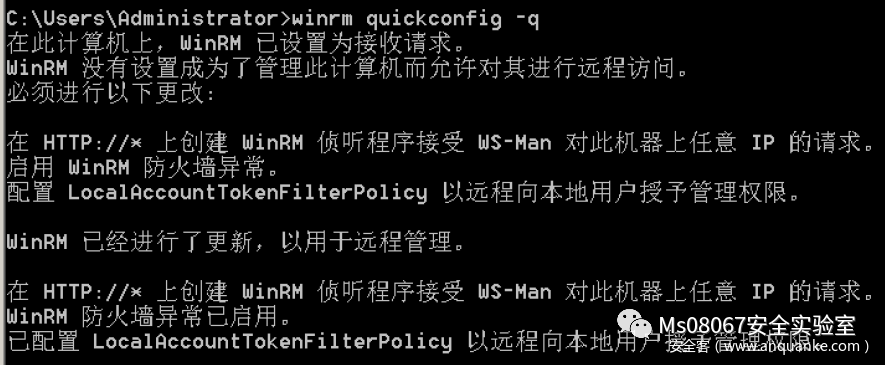 C:\Users\Administrator>winrm quickconfig -q
在此计算机上，WinRM 已设置为接收请求。
WinRM 没有设置成为了管理此计算机而允许对其进行远程访问。
必须进行以下更改：
在 HTTP://* 上创建 WinRM 侦听程序接受 WS-Man 对此机器上任意 IP 的请求。
启用 WinRM 防火墙异常。
配置 LocalAccountTokenFilterPolicy 以远程向本地用户授予管理权限。
WinRM 已经进行了更新，以用于远程管理。
在 HTTP://* 上创建 WinRM 侦听程序接受 WS-Man 对此机器上任意 IP 的请求。
WinRM 防火墙异常已启用。
已配置 LocalAccountTokenFilterPolicy 以远程向本地用户授予管理权限。
Ms08067安全实验室
安全客（www.anquanke.com）